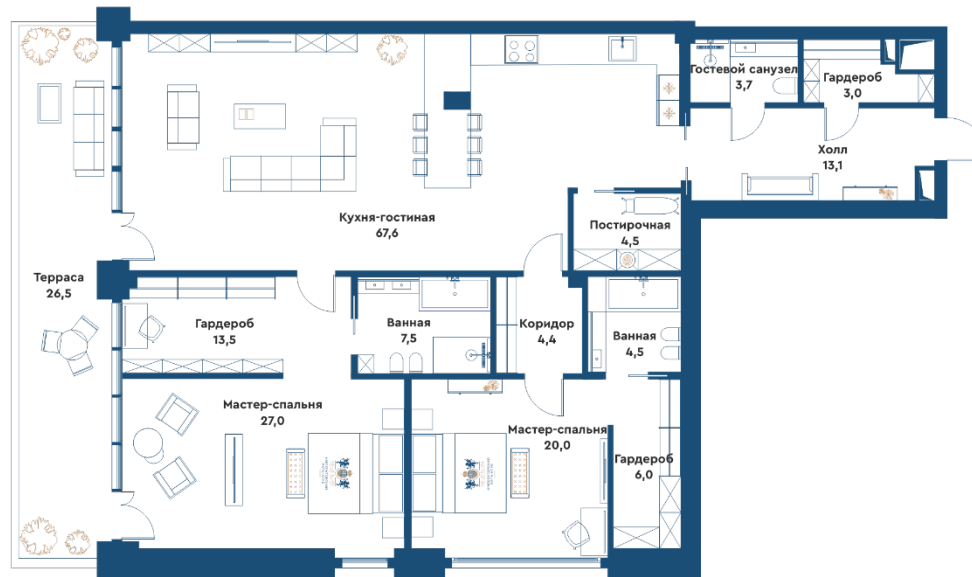 Гостевой санузел
3,7
Гардероб
3,0
Холл
13,1
Кухня-гостиная
67,6
Постирочная
4,5
Терраса
26,5
Гардероб
13,5
Ванная
7,5
Коридор
4,4
Ванная
4,5
Мастер-спальня
27,0
Мастер-спальня
20,0
Гардероб
6,0